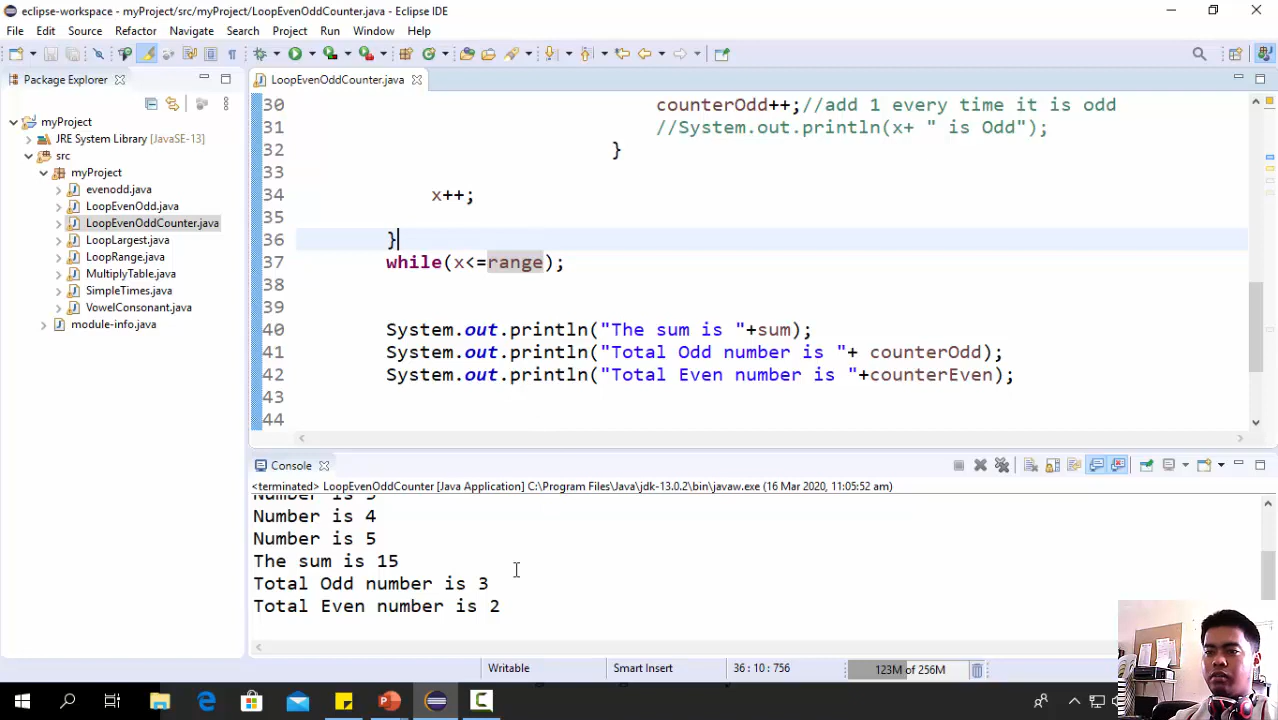 eclipse-workspace - myProject/src/myProject/LoopEvenOddCounter.java - Eclipse IDE
File Edit Source Refactor Navigate Search Project Run Window Help
Package Explorer
LoopEvenOddCounter.java
myProject
JRE System Library [JavaSE-13]
src
myProject
evenodd.java
LoopEvenOdd.java
LoopEvenOddCounter.java
LoopLargest.java
LoopRange.java
MultiplyTable.java
SimpleTimes.java
VowelConsonant.java
module-info.java
30 counterOdd++;//add 1 every time it is odd
31 //System.out.println(x+ " is Odd");
32 }
33
34 x++;
35
36 }
37 while(x<=range);
38
39
40 System.out.println("The sum is "+sum);
41 System.out.println("Total Odd number is "+ counterOdd);
42 System.out.println("Total Even number is "+counterEven);
43
44
Console
<terminated> LoopEvenOddCounter [Java Application] C:\Program Files\Java\jdk-13.0.2\bin\javaw.exe (16 Mar 2020, 11:05:52 am)
Number is 3
Number is 4
Number is 5
The sum is 15
Total Odd number is 3
Total Even number is 2
Writable Smart Insert 36 : 10 : 756 123M of 256M